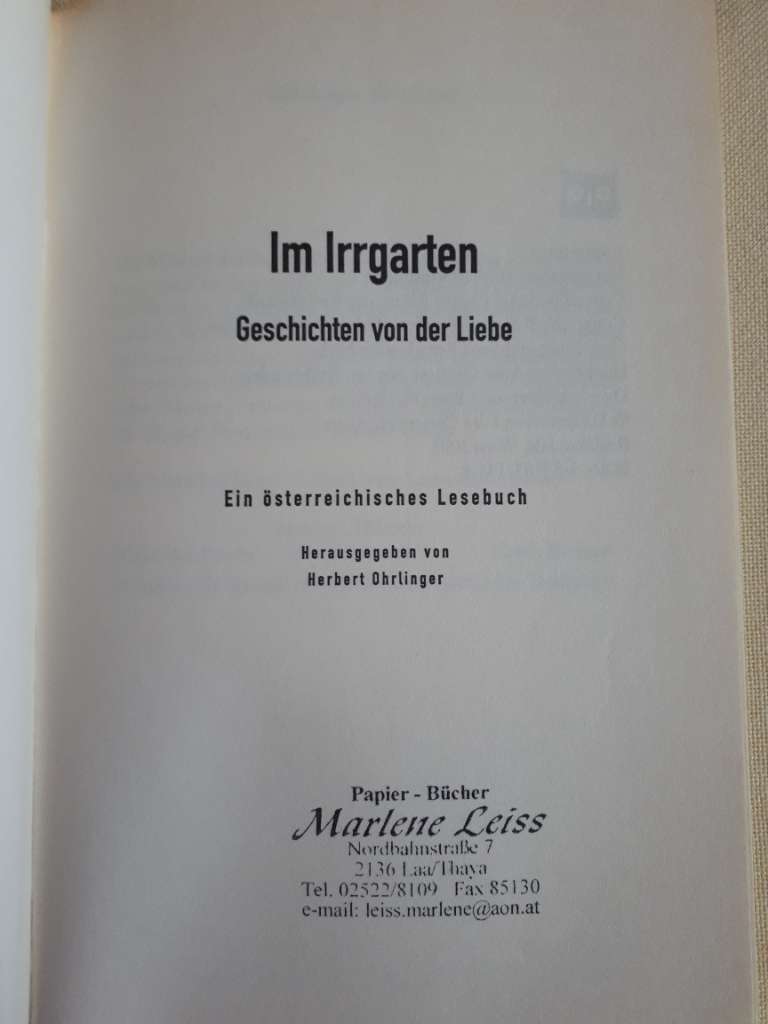 Im Irrgarten
Geschichten von der Liebe
Ein österreichisches Lesebuch
Herausgegeben von
Herbert Ohrlinger
Papier - Bücher
Marlene Leiss
Nordbahnstraße 7
2136 Laa/Thaya
Tel. 02522/8109 Fax 85130
e-mail: leiss.marlene@aon.at